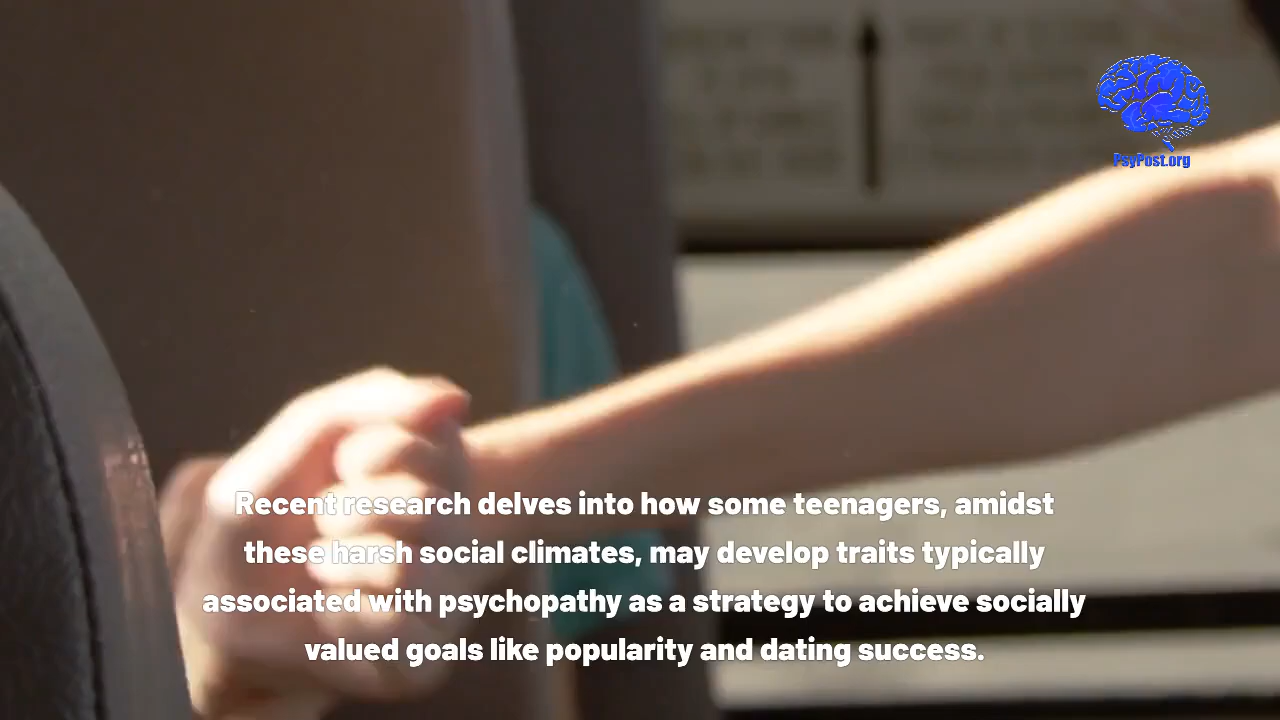 PsyPost.org
Recent research delves into how some teenagers, amidst
these harsh social climates, may develop traits typically
associated with psychopathy as a strategy to achieve socially
valued goals like popularity and dating success.